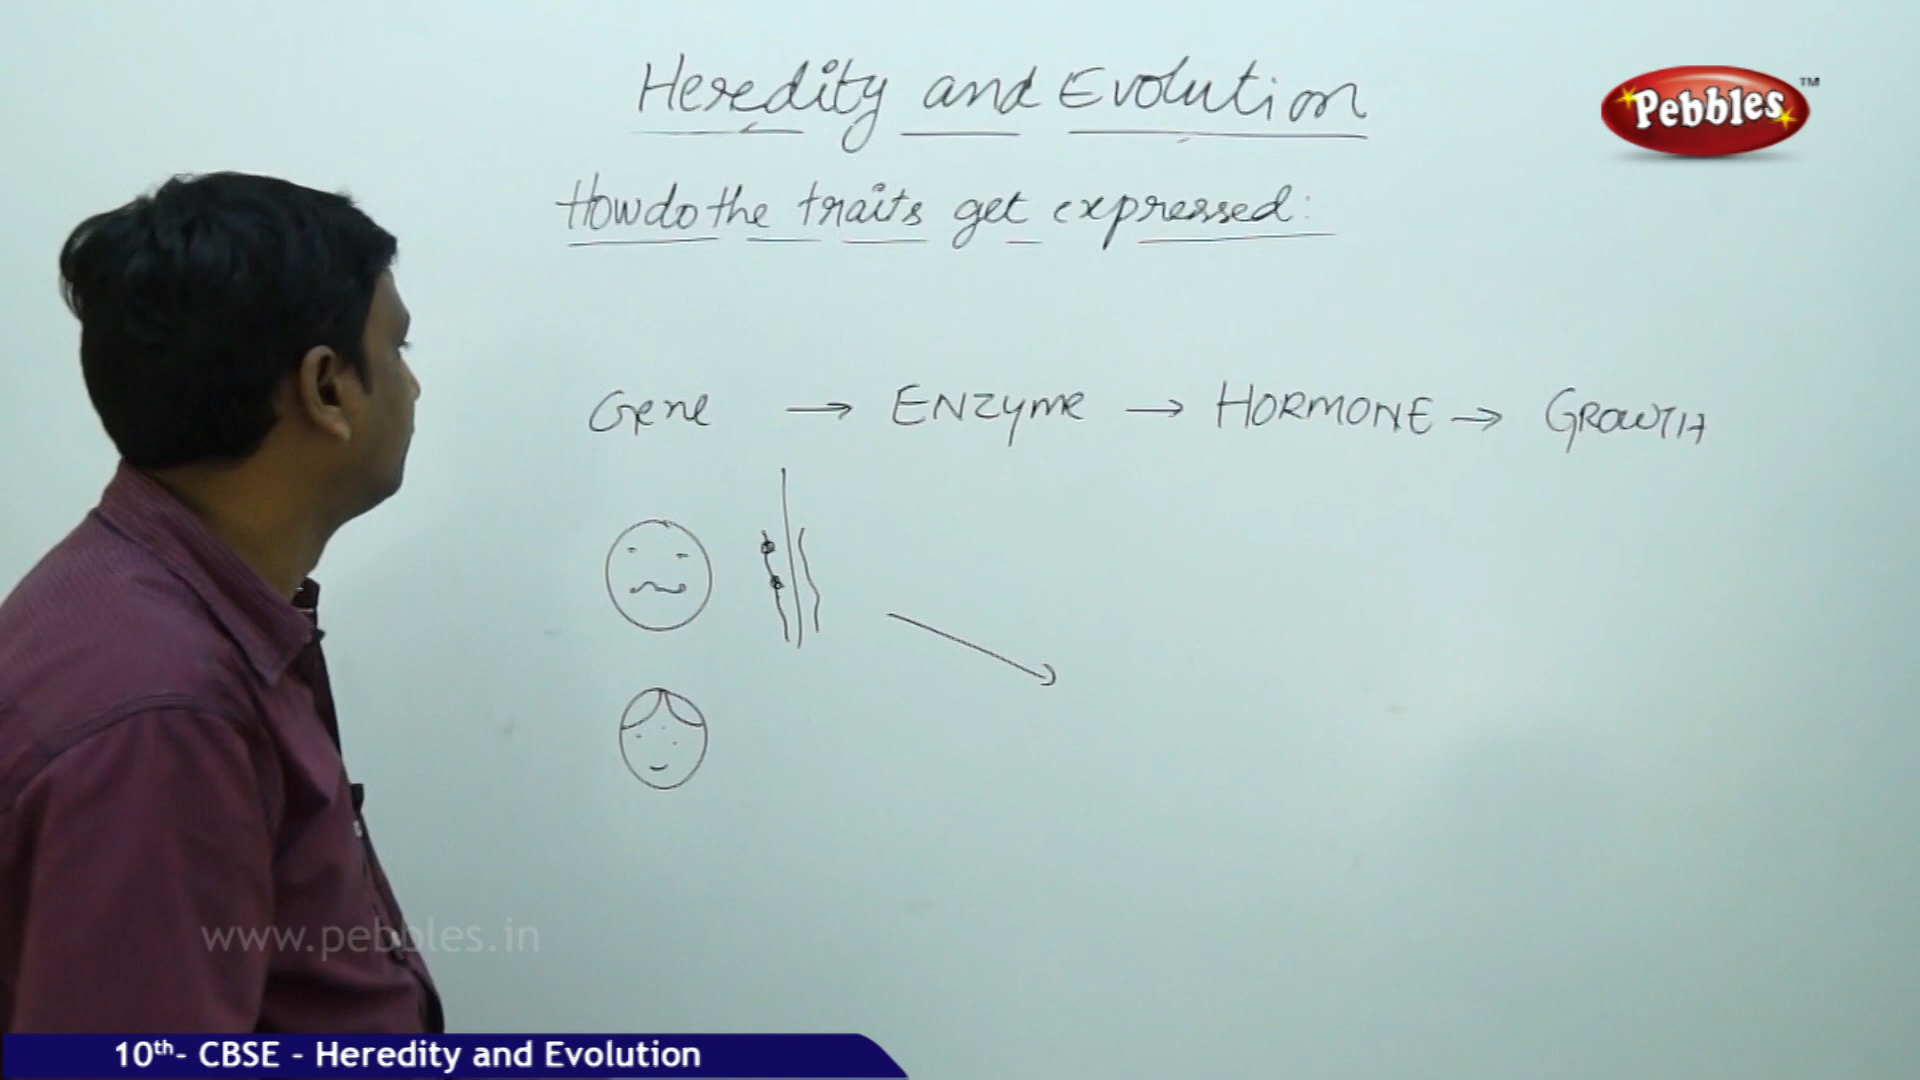 Heredity and Evolution
Pebbles™
How do the traits get expressed:
Gene → ENZYME → HORMONE → GROWTH
www.pebbles.in
10th- CBSE - Heredity and Evolution